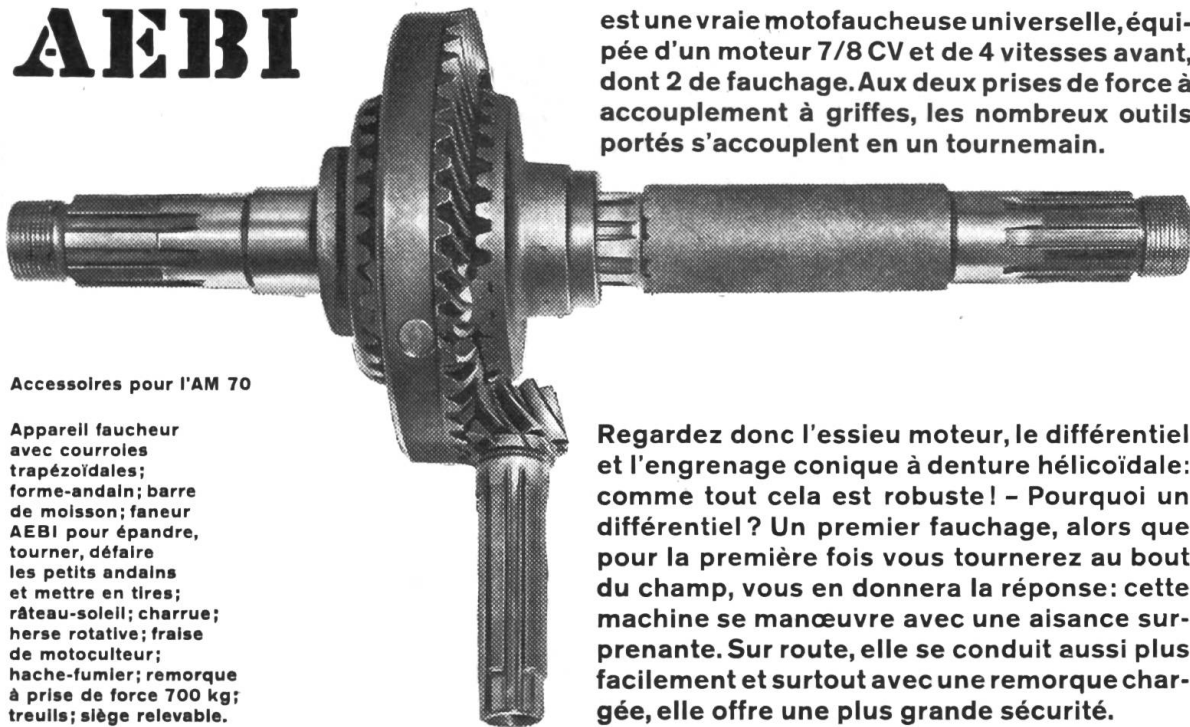 AEBI
est une vraie motofaucheuse universelle, équi-
pée d'un moteur 7/8 CV et de 4 vitesses avant,
dont 2 de fauchage. Aux deux prises de force à
accouplement à griffes, les nombreux outils
portés s'accouplent en un tournemain.
Accessoires pour l'AM 70
Appareil faucheur
avec courroies
trapézoïdales;
forme-andain; barre
de moisson; faneur
AEBI pour épandre,
tourner, défaire
les petits andains
et mettre en tires;
râteau-soleil; charrue;
herse rotative; fraise
de motoculteur;
hache-fumier; remorque
à prise de force 700 kg;
treuils; siège relevable.
Regardez donc l'essieu moteur, le différentiel
et l'engrenage conique à denture hélicoïdale:
comme tout cela est robuste! – Pourquoi un
différentiel? Un premier fauchage, alors que
pour la première fois vous tournerez au bout
du champ, vous en donnera la réponse: cette
machine se manœuvre avec une aisance sur-
prenante. Sur route, elle se conduit aussi plus
facilement et surtout avec une remorque char-
gée, elle offre une plus grande sécurité.